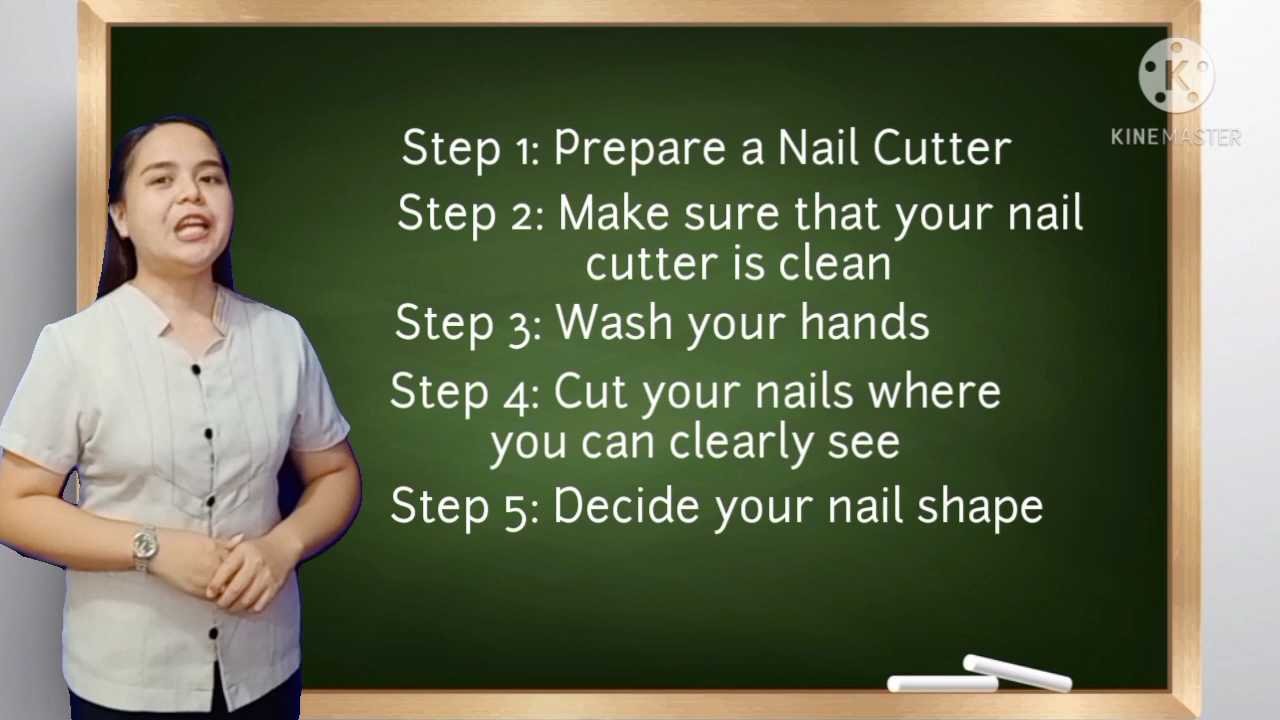 K
KINEMASTER
Step 1: Prepare a Nail Cutter
Step 2: Make sure that your nail
cutter is clean
Step 3: Wash your hands
Step 4: Cut your nails where
you can clearly see
Step 5: Decide your nail shape